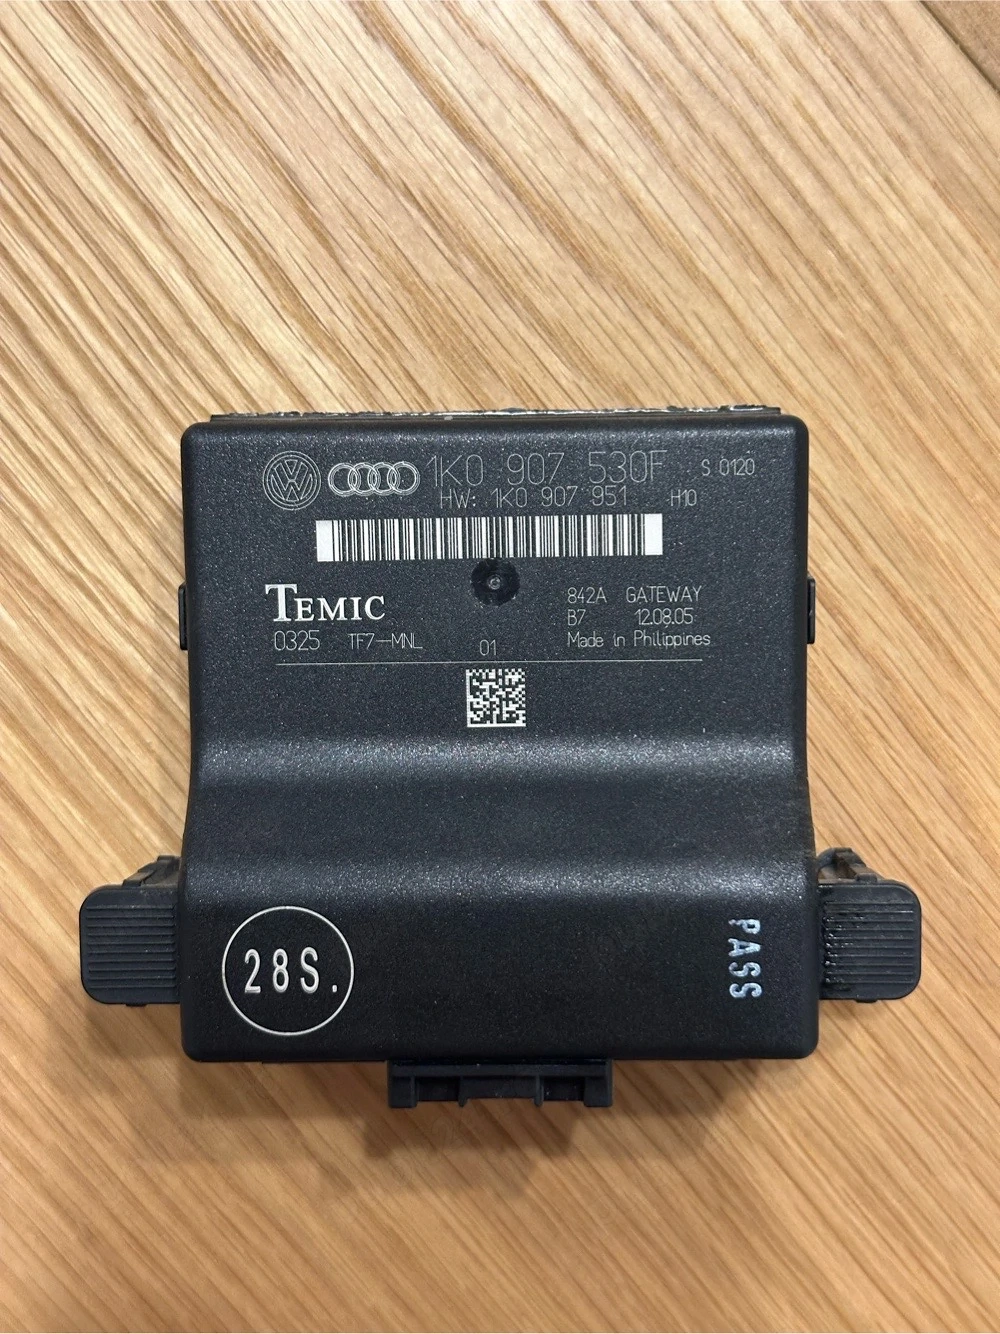 1K0 907 530F S 0120
HW: 1K0 907 951 H10
TEMIC
842A GATEWAY
B7 12.08.05
0325 TF7-MNL 01 Made in Philippines
28S.
PASS